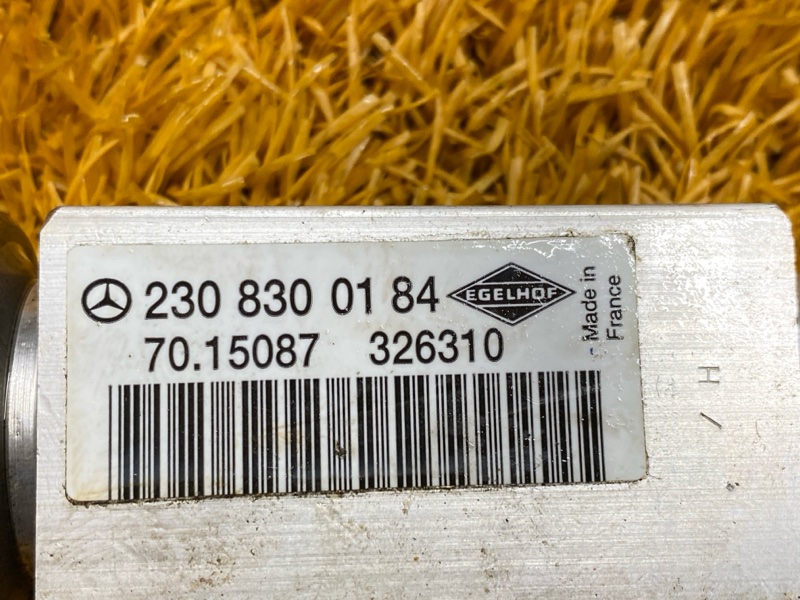 230 830 01 84 EGELHOF
70.15087 326310
Made in
France
H
/